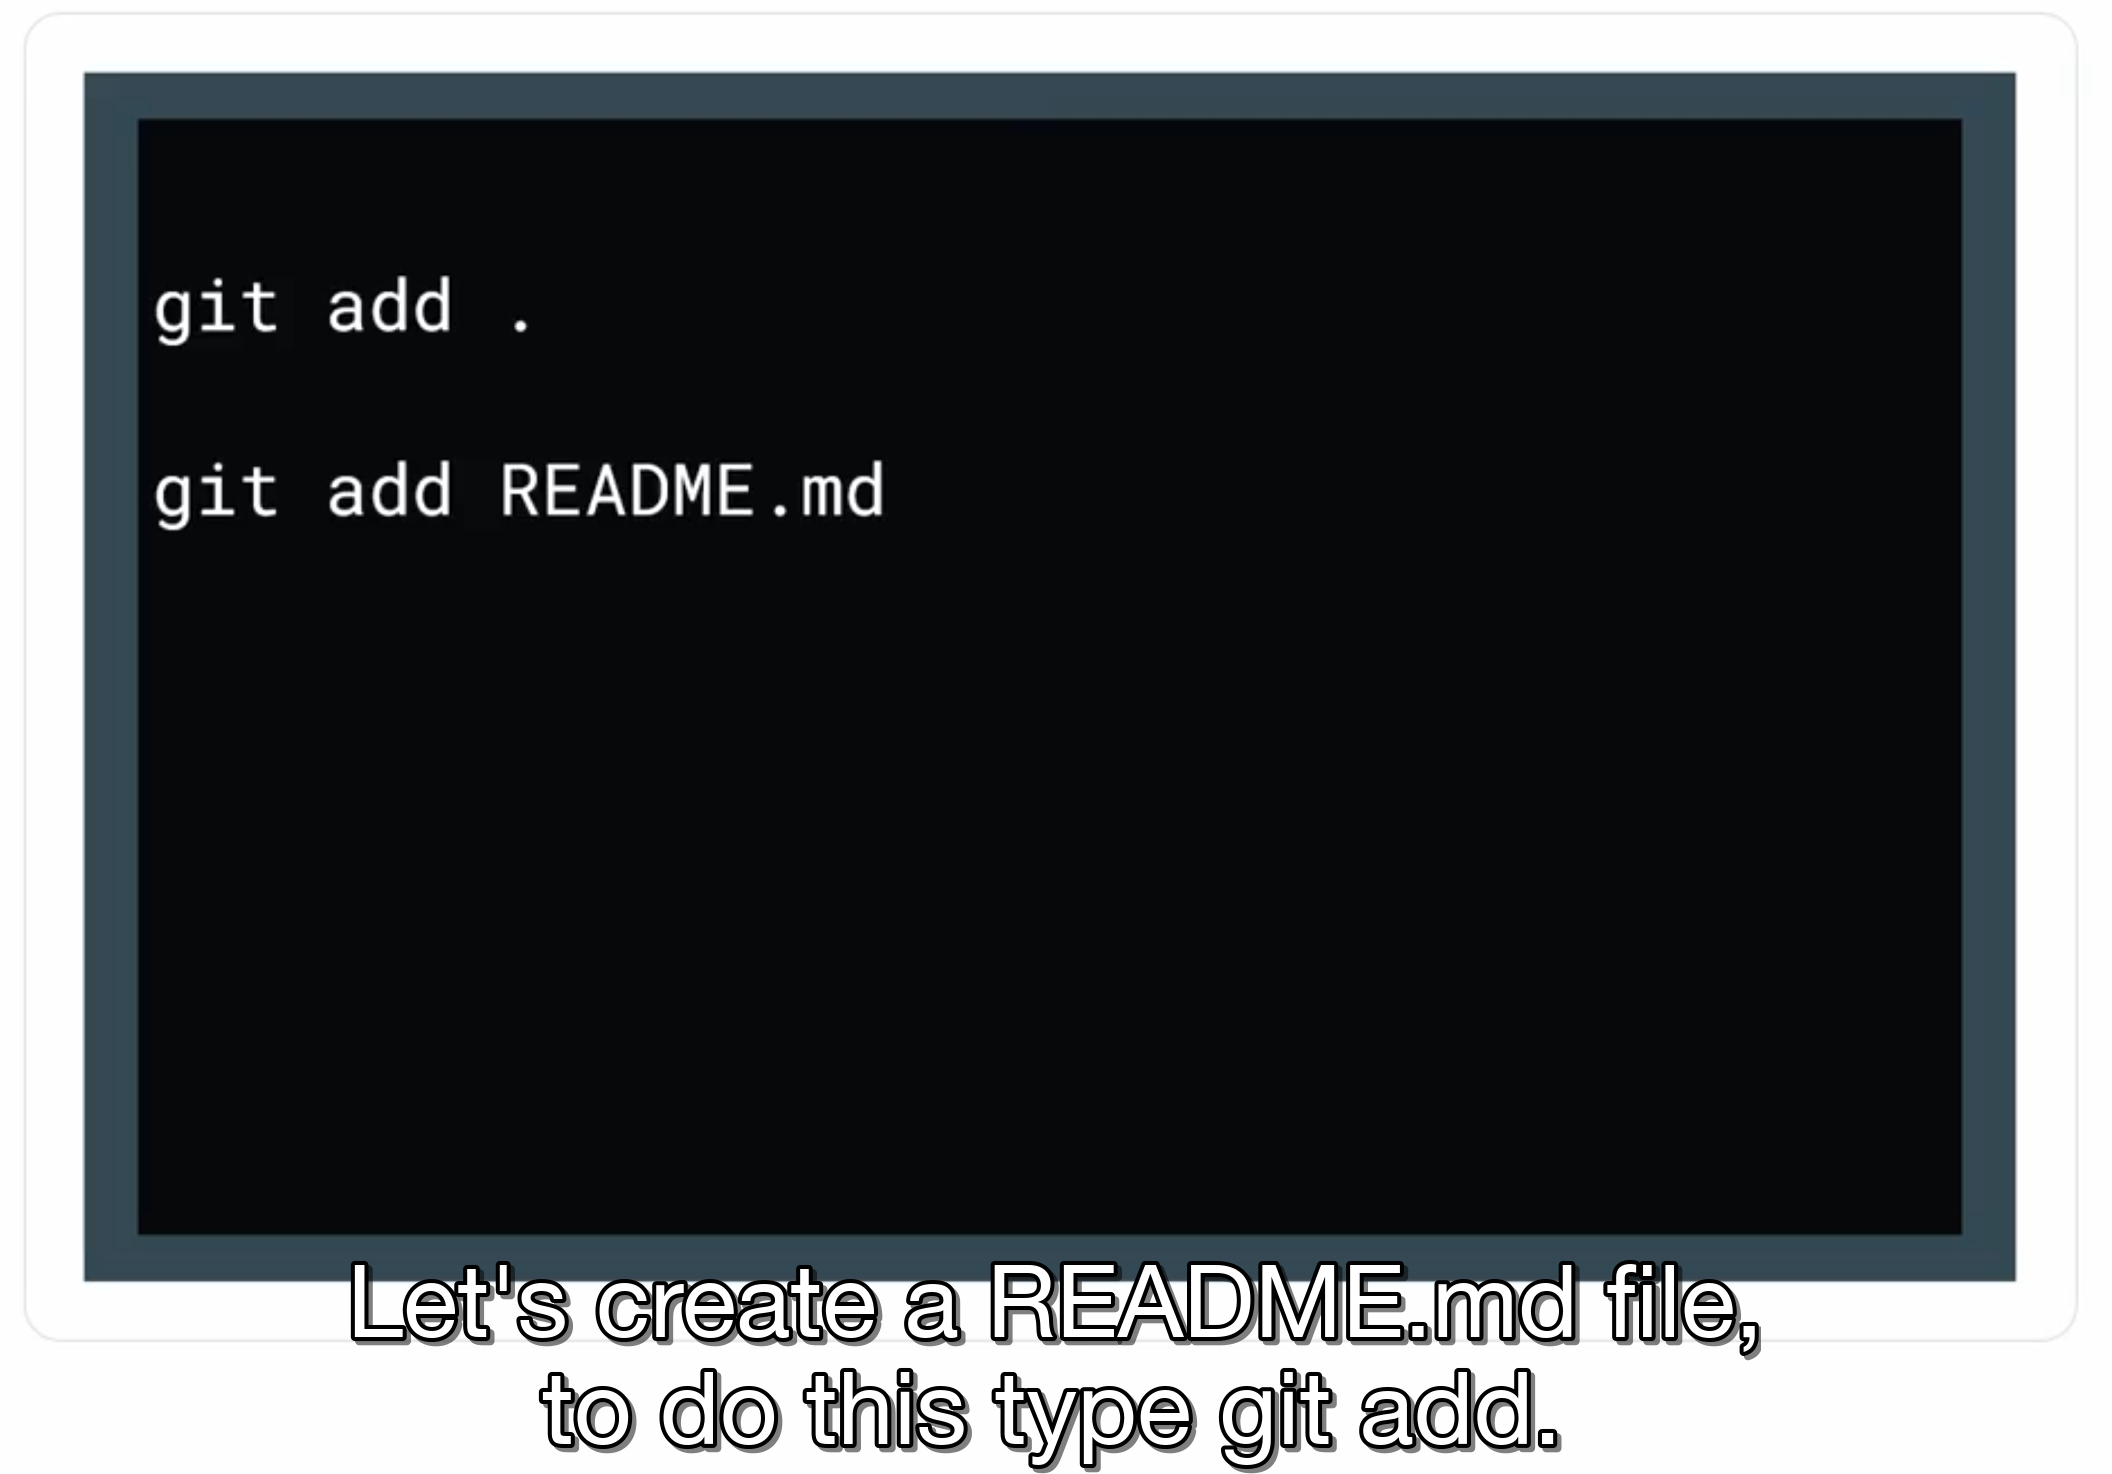 git add .
git add README.md
Let's create a README.md file,
to do this type git add.